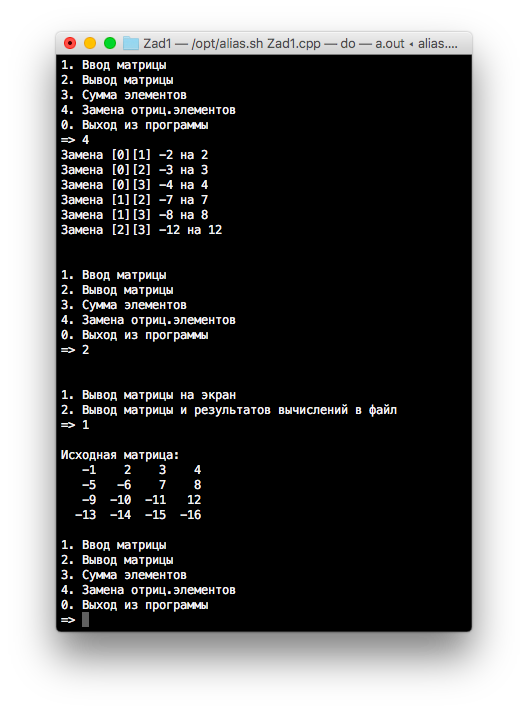 Zad1 — /opt/alias.sh Zad1.cpp — do — a.out ◂ alias....
1. Ввод матрицы
2. Вывод матрицы
3. Сумма элементов
4. Замена отриц.элементов
0. Выход из программы
=> 4
Замена [0][1] -2 на 2
Замена [0][2] -3 на 3
Замена [0][3] -4 на 4
Замена [1][2] -7 на 7
Замена [1][3] -8 на 8
Замена [2][3] -12 на 12
1. Ввод матрицы
2. Вывод матрицы
3. Сумма элементов
4. Замена отриц.элементов
0. Выход из программы
=> 2
1. Вывод матрицы на экран
2. Вывод матрицы и результатов вычислений в файл
=> 1
Исходная матрица:
-1 2 3 4
-5 -6 7 8
-9 -10 -11 12
-13 -14 -15 -16
1. Ввод матрицы
2. Вывод матрицы
3. Сумма элементов
4. Замена отриц.элементов
0. Выход из программы
=>